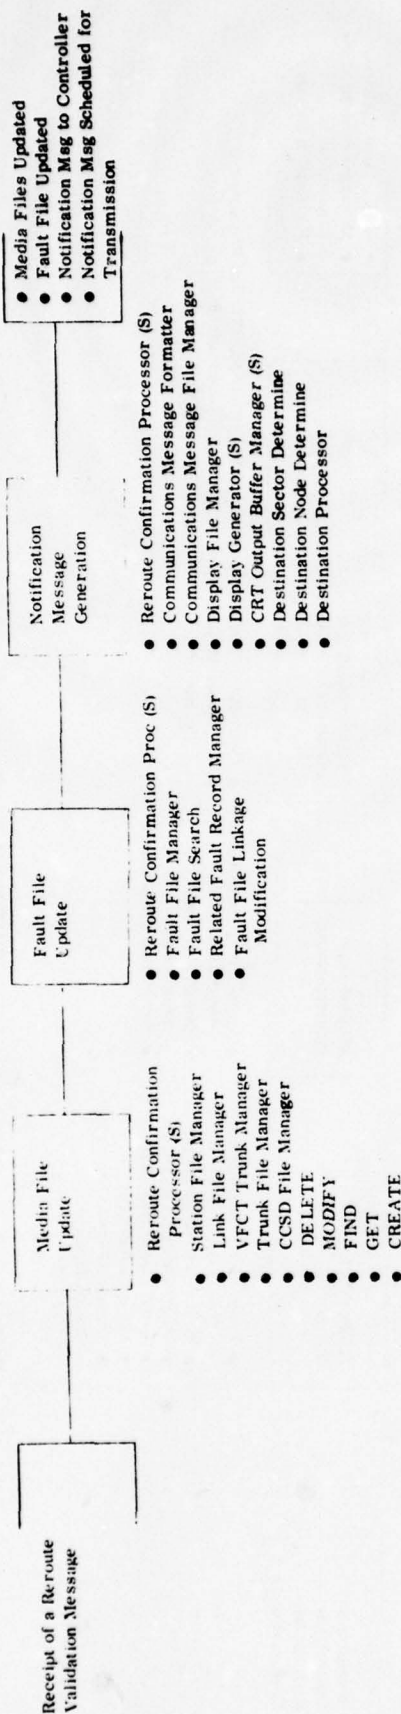 Receipt of a Reroute
Validation Message
Media File
Update
• Reroute Confirmation
Processor (S)
• Station File Manager
• Link File Manager
• VFCT Trunk Manager
• Trunk File Manager
• CCSD File Manager
• DELETE
• MODIFY
• FIND
• GET
• CREATE
Fault File
Update
• Reroute Confirmation Proc (S)
• Fault File Manager
• Fault File Search
• Related Fault Record Manager
• Fault File Linkage
Modification
Notification
Message
Generation
• Reroute Confirmation Processor (S)
• Communications Message Formatter
• Communications Message File Manager
• Display File Manager
• Display Generator (S)
• CRT Output Buffer Manager (S)
• Destination Sector Determine
• Destination Node Determine
• Destination Processor
• Media Files Updated
• Fault File Updated
• Notification Msg to Controller
• Notification Msg Scheduled for
Transmission